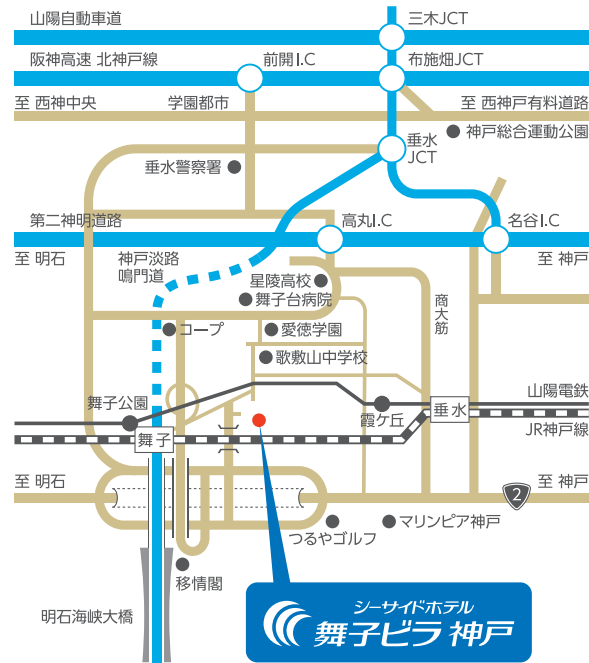 山陽自動車道
三木JCT
阪神高速 北神戸線
前開I.C
布施畑JCT
至 西神中央
学園都市
至 西神戸有料道路
神戸総合運動公園
垂水
JCT
垂水警察署
第二神明道路
高丸I.C
名谷I.C
至 明石
神戸淡路
鳴門道
至 神戸
星陵高校
舞子台病院
商大筋
コープ
愛徳学園
歌敷山中学校
舞子公園
山陽電鉄
霞ケ丘
垂水
舞子
JR神戸線
至 明石
2
至 神戸
つるやゴルフ
マリンピア神戸
移情閣
明石海峡大橋
シーサイドホテル
舞子ビラ 神戸